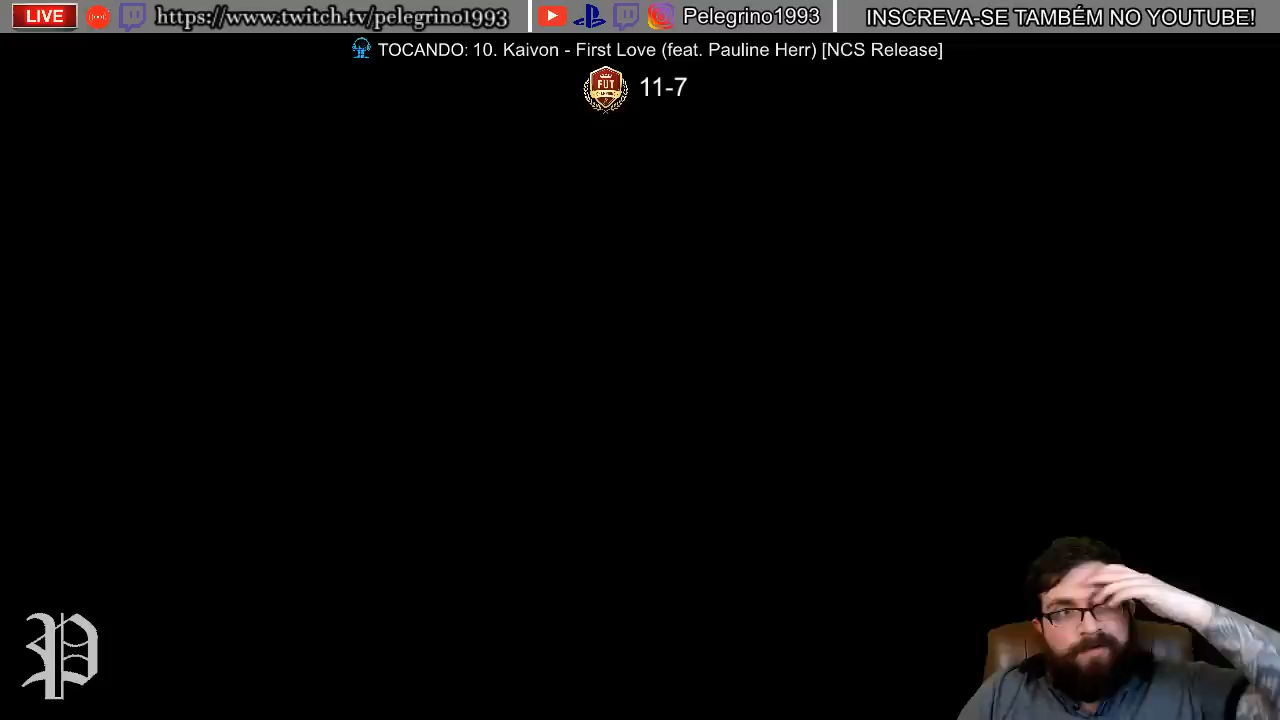 LIVE https://www.twitch.tv/pelegrino1993 Pelegrino1993 INSCREVA-SE TAMBÉM NO YOUTUBE!
TOCANDO: 10. Kaivon - First Love (feat. Pauline Herr) [NCS Release]
FUT 11-7
P